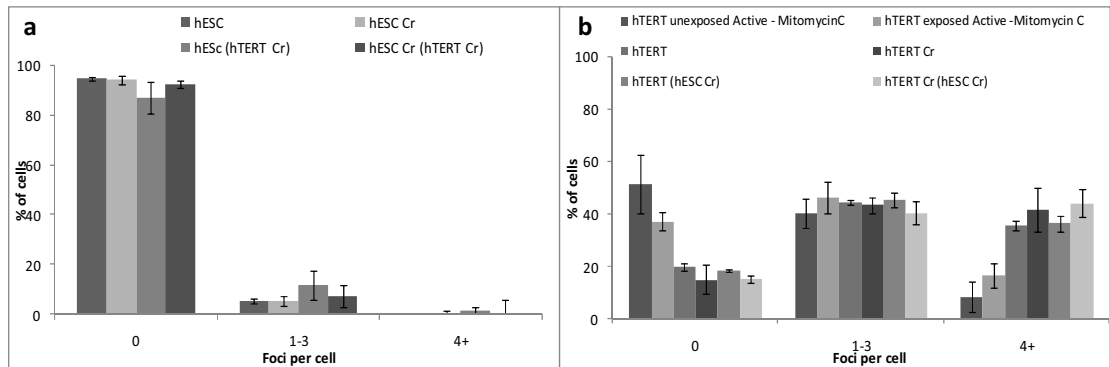 a
hESC
hESC Cr
hESc (hTERT Cr)
hESC Cr (hTERT Cr)
100
80
60
40
20
0
% of cells
0
1-3
4+
Foci per cell
b
hTERT unexposed Active - MitomycinC
hTERT exposed Active -Mitomycin C
hTERT
hTERT Cr
hTERT (hESC Cr)
hTERT Cr (hESC Cr)
100
80
60
40
20
0
% of cells
0
1-3
4+
Foci per cell